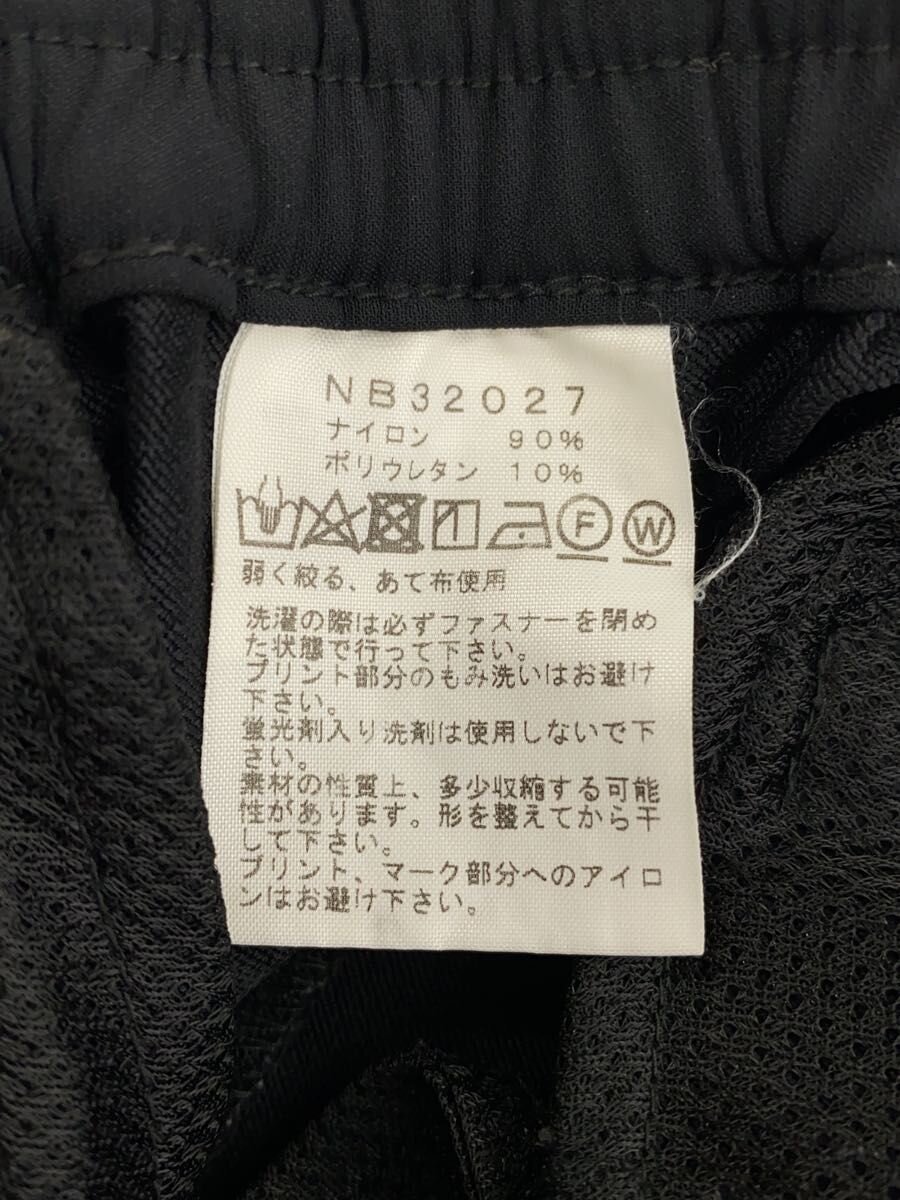 NB32027
ナイロン 90%
ポリウレタン 10%
F W
弱く絞る、あて布使用
洗濯の際は必ずファスナーを閉め
た状態で行って下さい。
プリント部分のもみ洗いはお避け
下さい。
蛍光剤入り洗剤は使用しないで下
さい。
素材の性質上、多少収縮する可能
性があります。形を整えてから干
して下さい。
プリント、マーク部分へのアイロ
ンはお避け下さい。